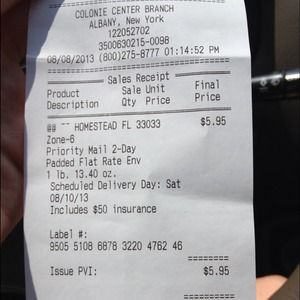 COLONIE CENTER BRANCH
ALBANY, New York
122052702
3500630215-0098
08/08/2013 (800)275-8777 01:14:52 PM
Sales Receipt
Product Sale Unit Final
Description Qty Price Price
@@ ~~ HOMESTEAD FL 33033 $5.95
Zone-6
Priority Mail 2-Day
Padded Flat Rate Env
1 lb. 13.40 oz.
Scheduled Delivery Day: Sat
08/10/13
Includes $50 insurance
Label #:
9505 5108 6878 3220 4762 46
========
Issue PVI: $5.95